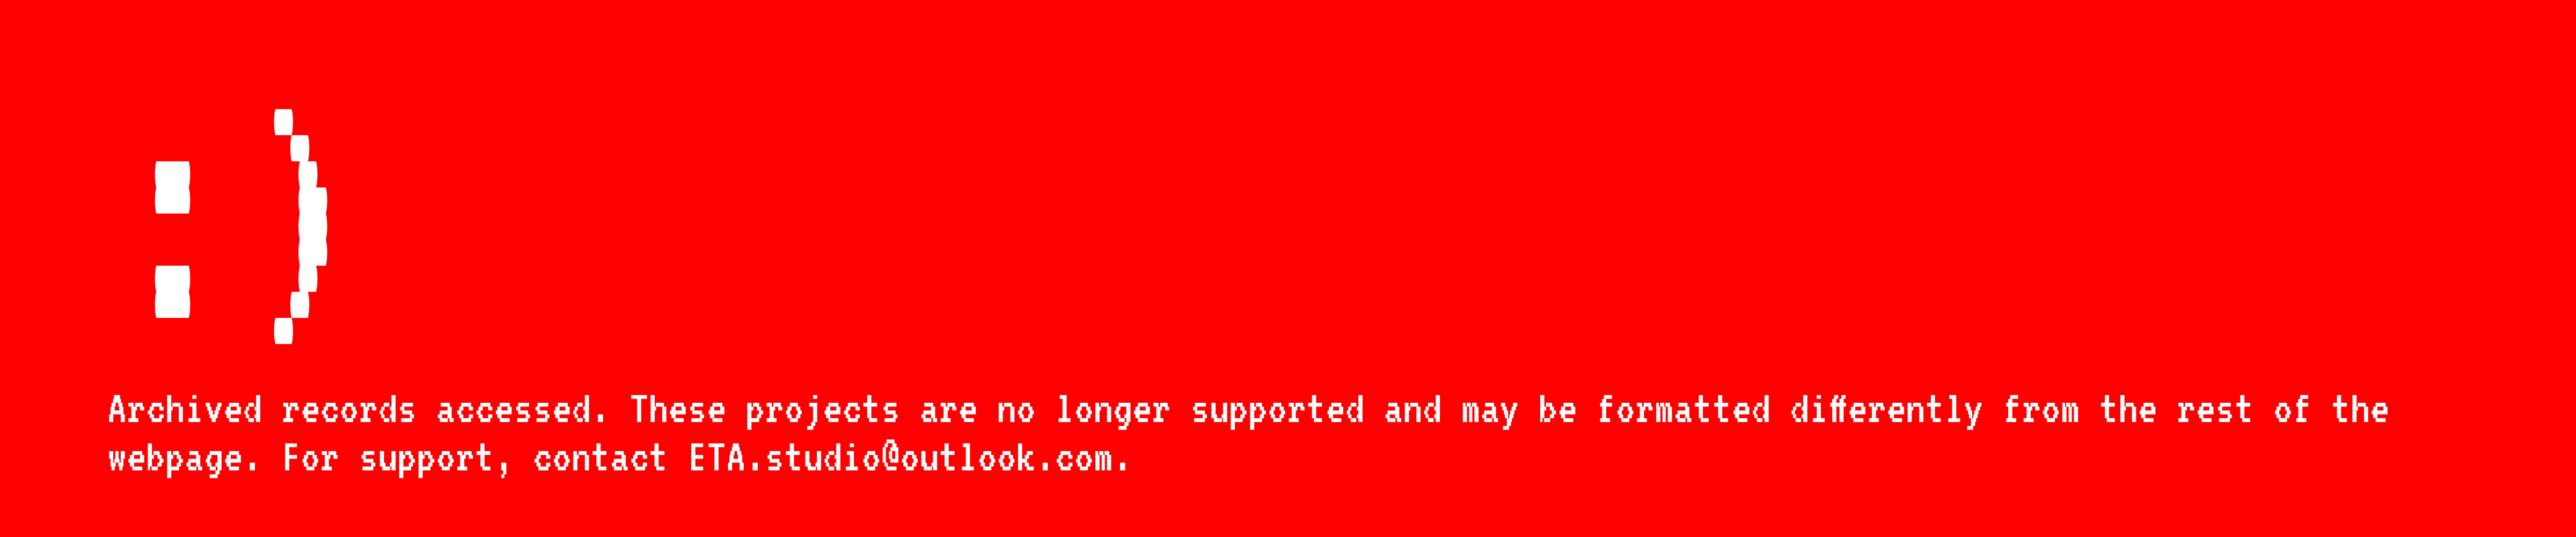 :)
Archived records accessed. These projects are no longer supported and may be formatted differently from the rest of the
webpage. For support, contact ETA.studio@outlook.com.